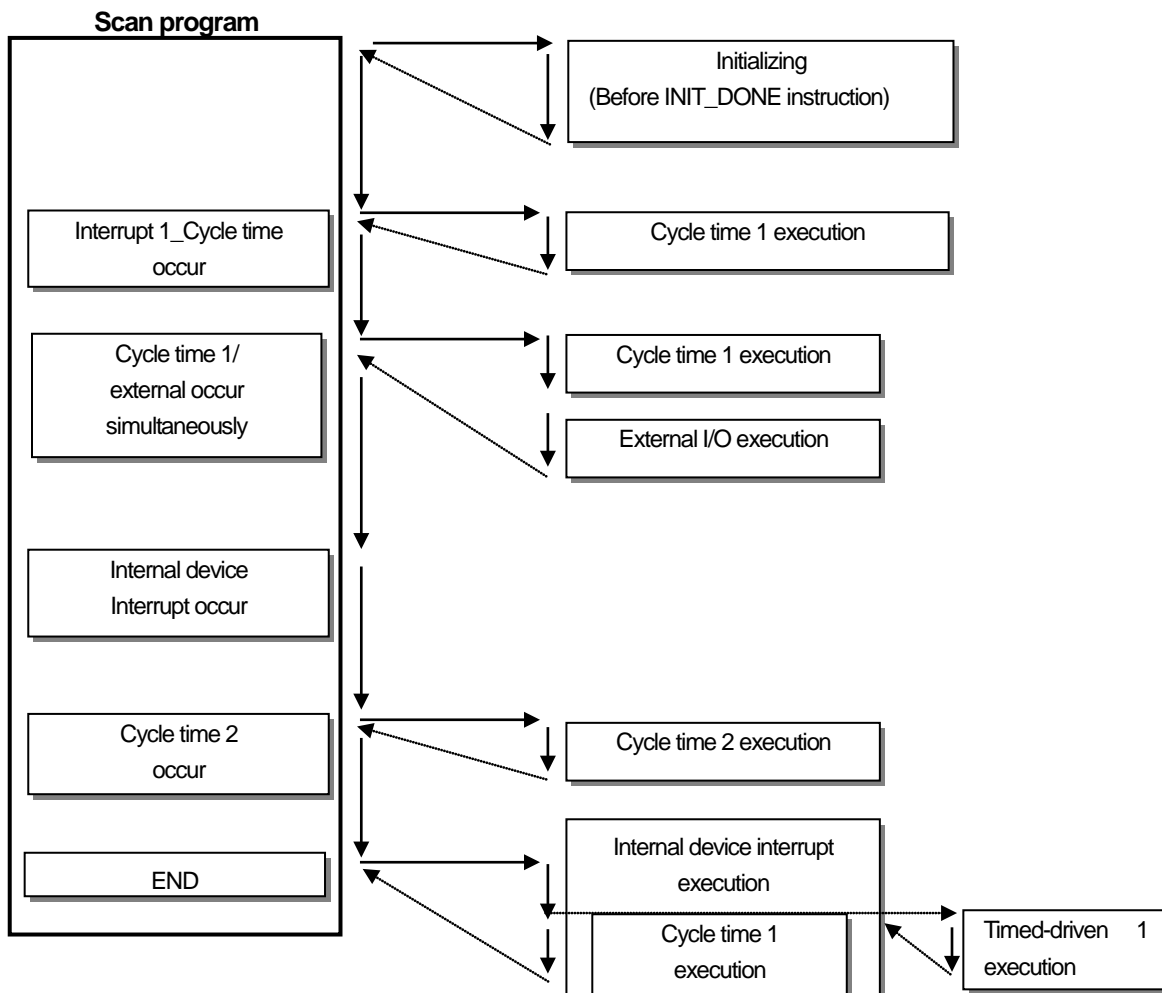 Scan program
Initializing
(Before INIT_DONE instruction)
Interrupt 1_Cycle time
occur
Cycle time 1 execution
Cycle time 1/
external occur
simultaneously
Cycle time 1 execution
External I/O execution
Internal device
Interrupt occur
Cycle time 2
occur
Cycle time 2 execution
END
Internal device interrupt
execution
Cycle time 1
execution
Timed-driven 1
execution